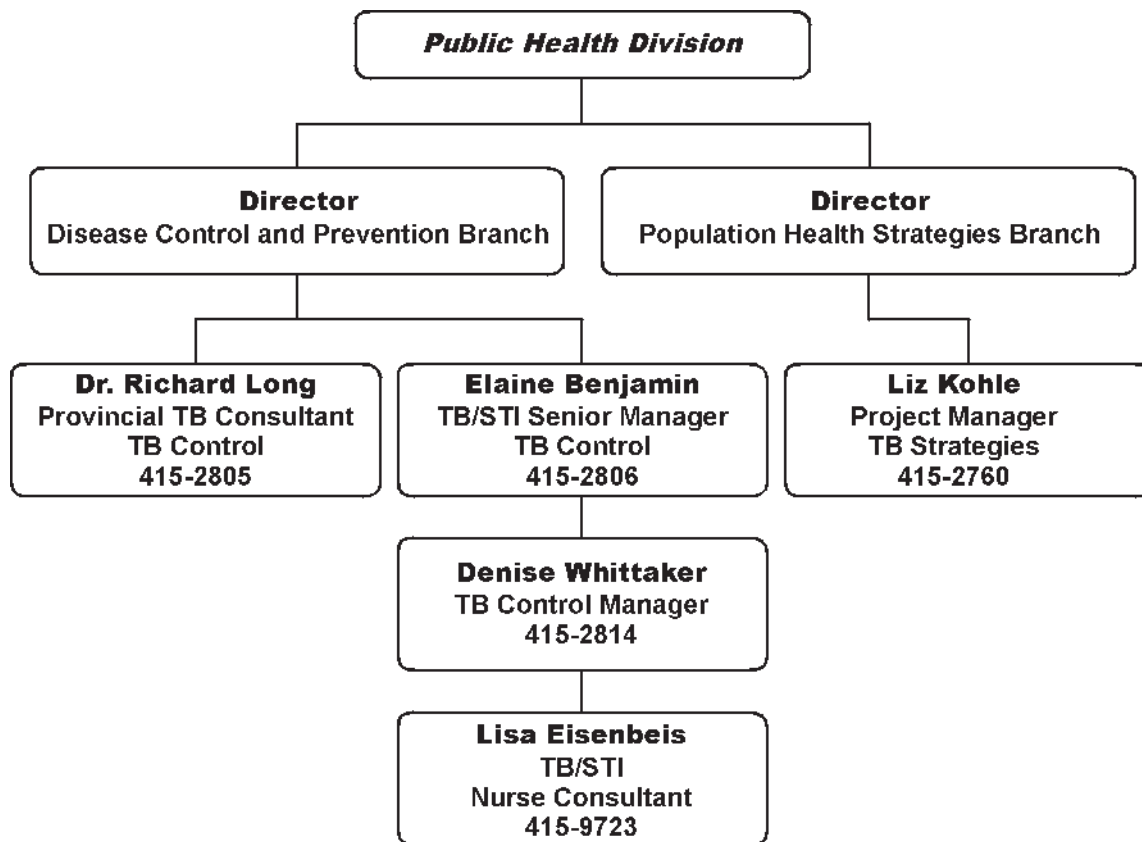 Public Health Division
Director
Disease Control and Prevention Branch
Director
Population Health Strategies Branch
Dr. Richard Long
Provincial TB Consultant
TB Control
415-2805
Elaine Benjamin
TB/STI Senior Manager
TB Control
415-2806
Liz Kohle
Project Manager
TB Strategies
415-2760
Denise Whittaker
TB Control Manager
415-2814
Lisa Eisenbeis
TB/STI
Nurse Consultant
415-9723